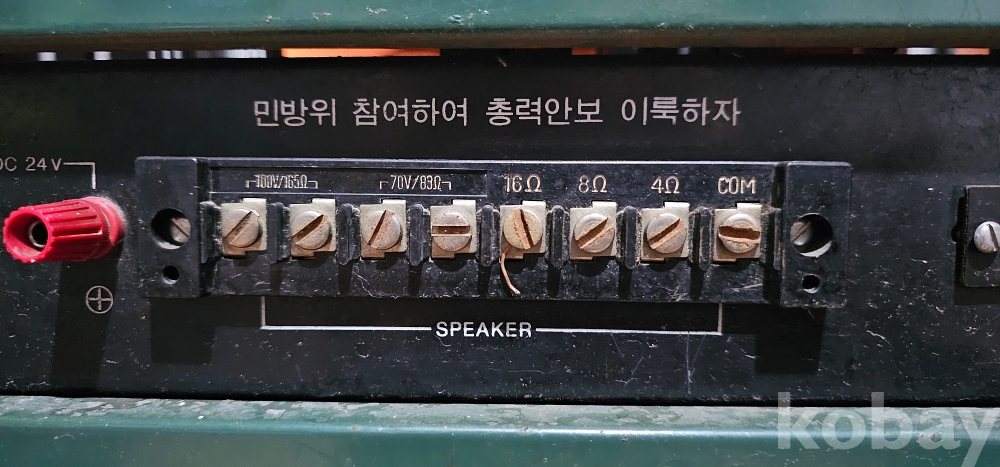 민방위 참여하여 총력안보 이룩하자
DC 24V
100V/165Ω 70V/83Ω 16Ω 8Ω 4Ω COM
SPEAKER
kobay